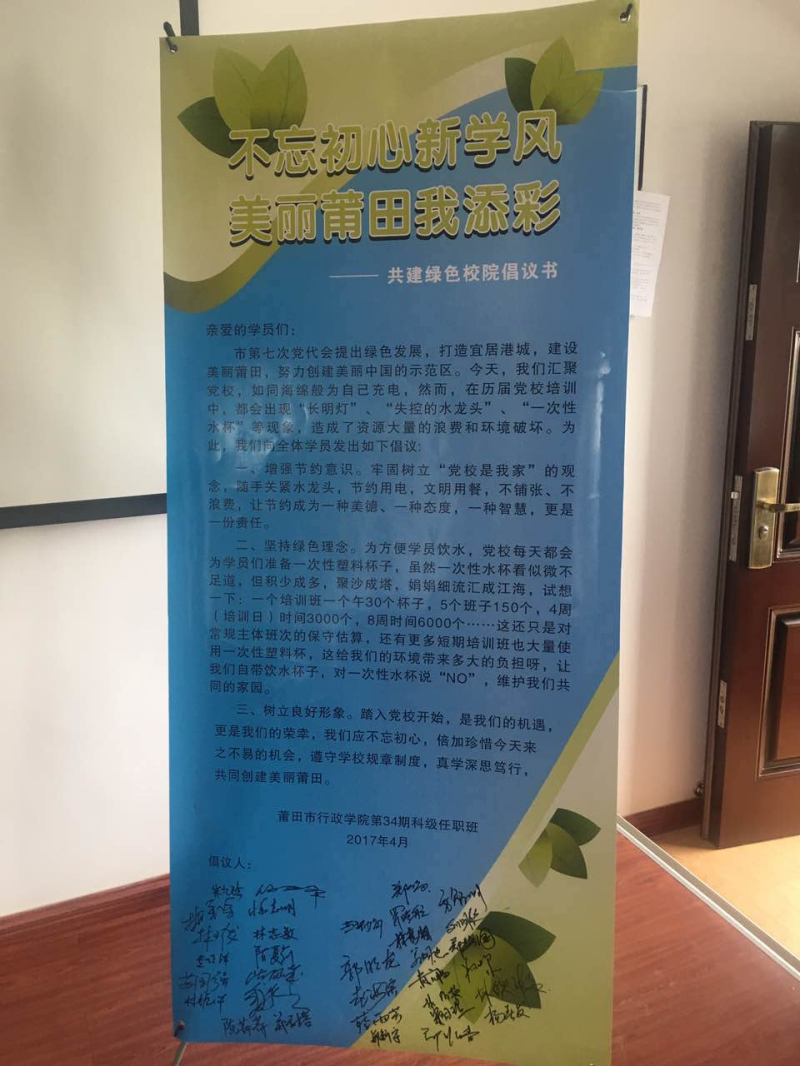 不忘初心新学风
美丽莆田我添彩
——共建绿色校院倡议书
亲爱的学员们：
市第七次党代会提出绿色发展，打造宜居港城，建设
美丽莆田，努力创建美丽中国的示范区。今天，我们汇聚
党校，如同海绵般为自己充电，然而，在历届党校培训
中，都会出现“长明灯”、“失控的水龙头”、“一次性
水杯”等现象，造成了资源大量的浪费和环境破坏。为
此，我们向全体学员发出如下倡议：
一、增强节约意识。牢固树立“党校是我家”的观
念，随手关紧水龙头，节约用电，文明用餐，不铺张、不
浪费，让节约成为一种美德、一种态度，一种智慧，更是
一份责任。
二、坚持绿色理念。为方便学员饮水，党校每天都会
为学员们准备一次性塑料杯子，虽然一次性水杯看似微不
足道，但积少成多，聚沙成塔，娟娟细流汇成江海，试想
一下：一个培训班一个午30个杯子，5个班子150个，4周
（培训日）时间3000个，8周时间6000个……这还只是对
常规主体班次的保守估算，还有更多短期培训班也大量使
用一次性塑料杯，这给我们的环境带来多大的负担呀，让
我们自带饮水杯子，对一次性水杯说“NO”，维护我们共
同的家园。
三、树立良好形象。踏入党校开始，是我们的机遇，
更是我们的荣幸，我们应不忘初心，倍加珍惜今天来
之不易的机会，遵守学校规章制度，真学深思笃行，
共同创建美丽莆田。
莆田市行政学院第34期科级任职班
2017年4月
倡议人：